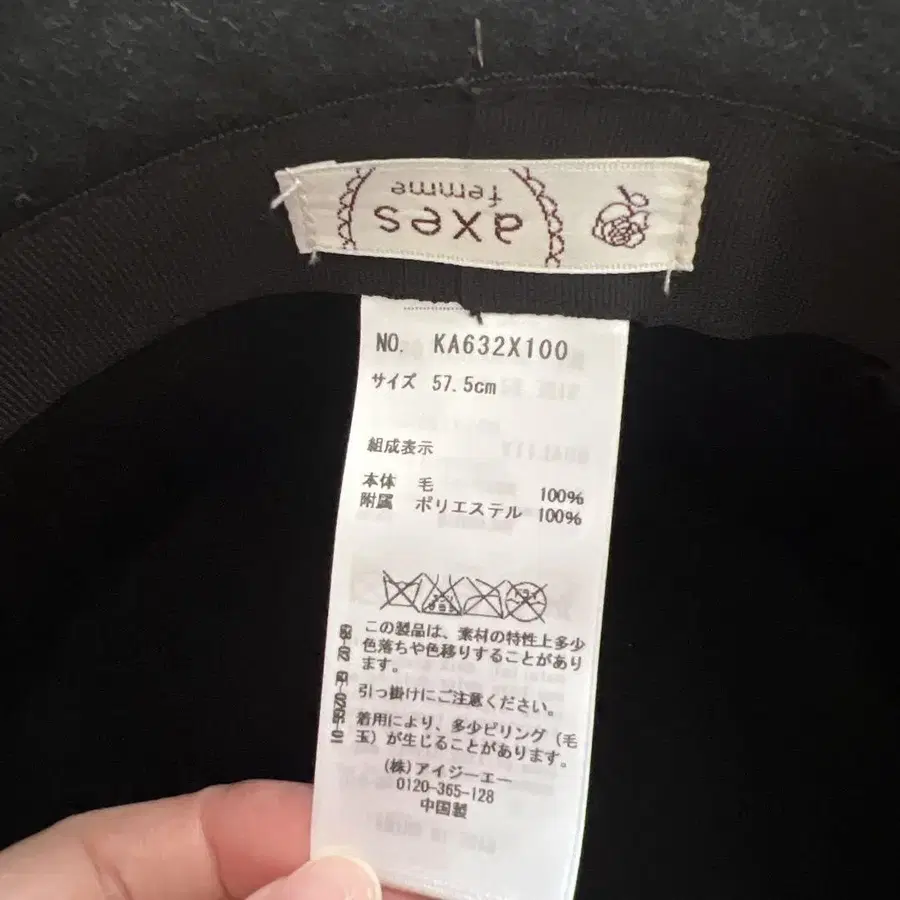 axes
femme
NO. KA632X100
サイズ 57.5cm
組成表示
本体 毛 100%
附属 ポリエステル 100%
この製品は、素材の特性上多少
色落ちや色移りすることがあり
ます。
引っ掛けにご注意ください。
着用により、多少ピリング（毛
玉）が生じることがあります。
(株)アイジーエー
0120-365-128
中国製